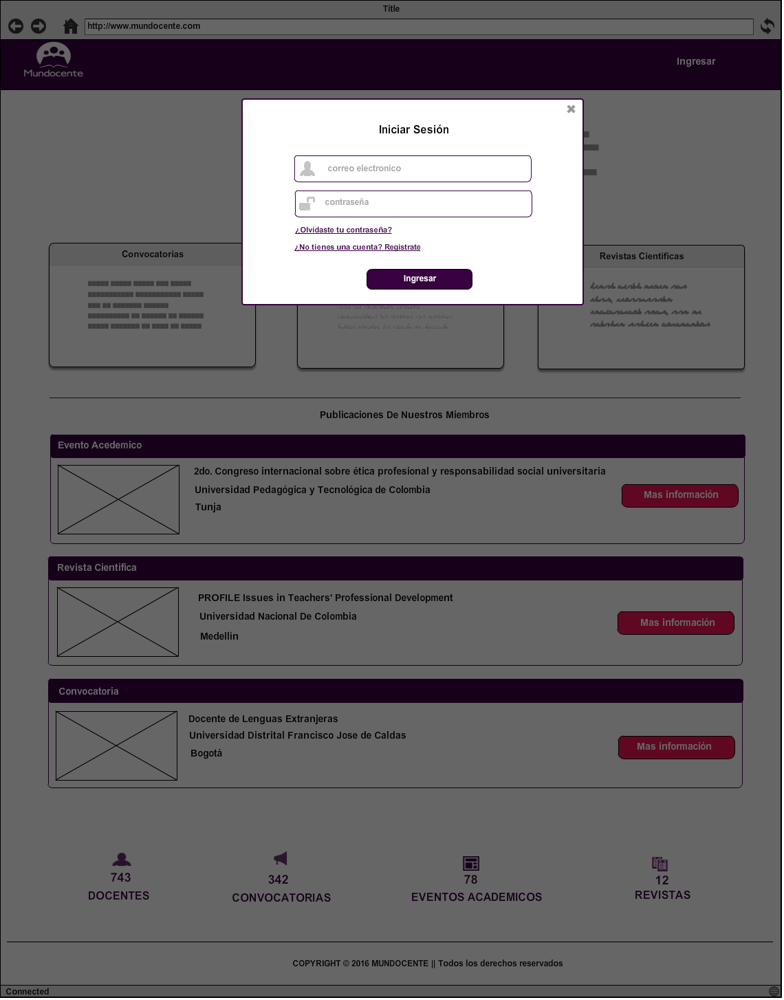 Title
http://www.mundocente.com
Mundocente
Ingresar
Iniciar Sesión
correo electronico
contraseña
¿Olvidaste tu contraseña?
¿No tienes una cuenta? Registrate
Ingresar
Convocatorias
Revistas Cientificas
Publicaciones De Nuestros Miembros
Evento Acedemico
2do. Congreso internacional sobre ética profesional y responsabilidad social universitaria
Universidad Pedagógica y Tecnológica de Colombia
Tunja
Mas información
Revista Cientifica
PROFILE Issues in Teachers' Professional Development
Universidad Nacional De Colombia
Medellín
Mas información
Convocatoria
Docente de Lenguas Extranjeras
Universidad Distrital Francisco Jose de Caldas
Bogotá
Mas información
743
DOCENTES
342
CONVOCATORIAS
78
EVENTOS ACADEMICOS
12
REVISTAS
COPYRIGHT © 2016 MUNDOCENTE || Todos los derechos reservados
Connected